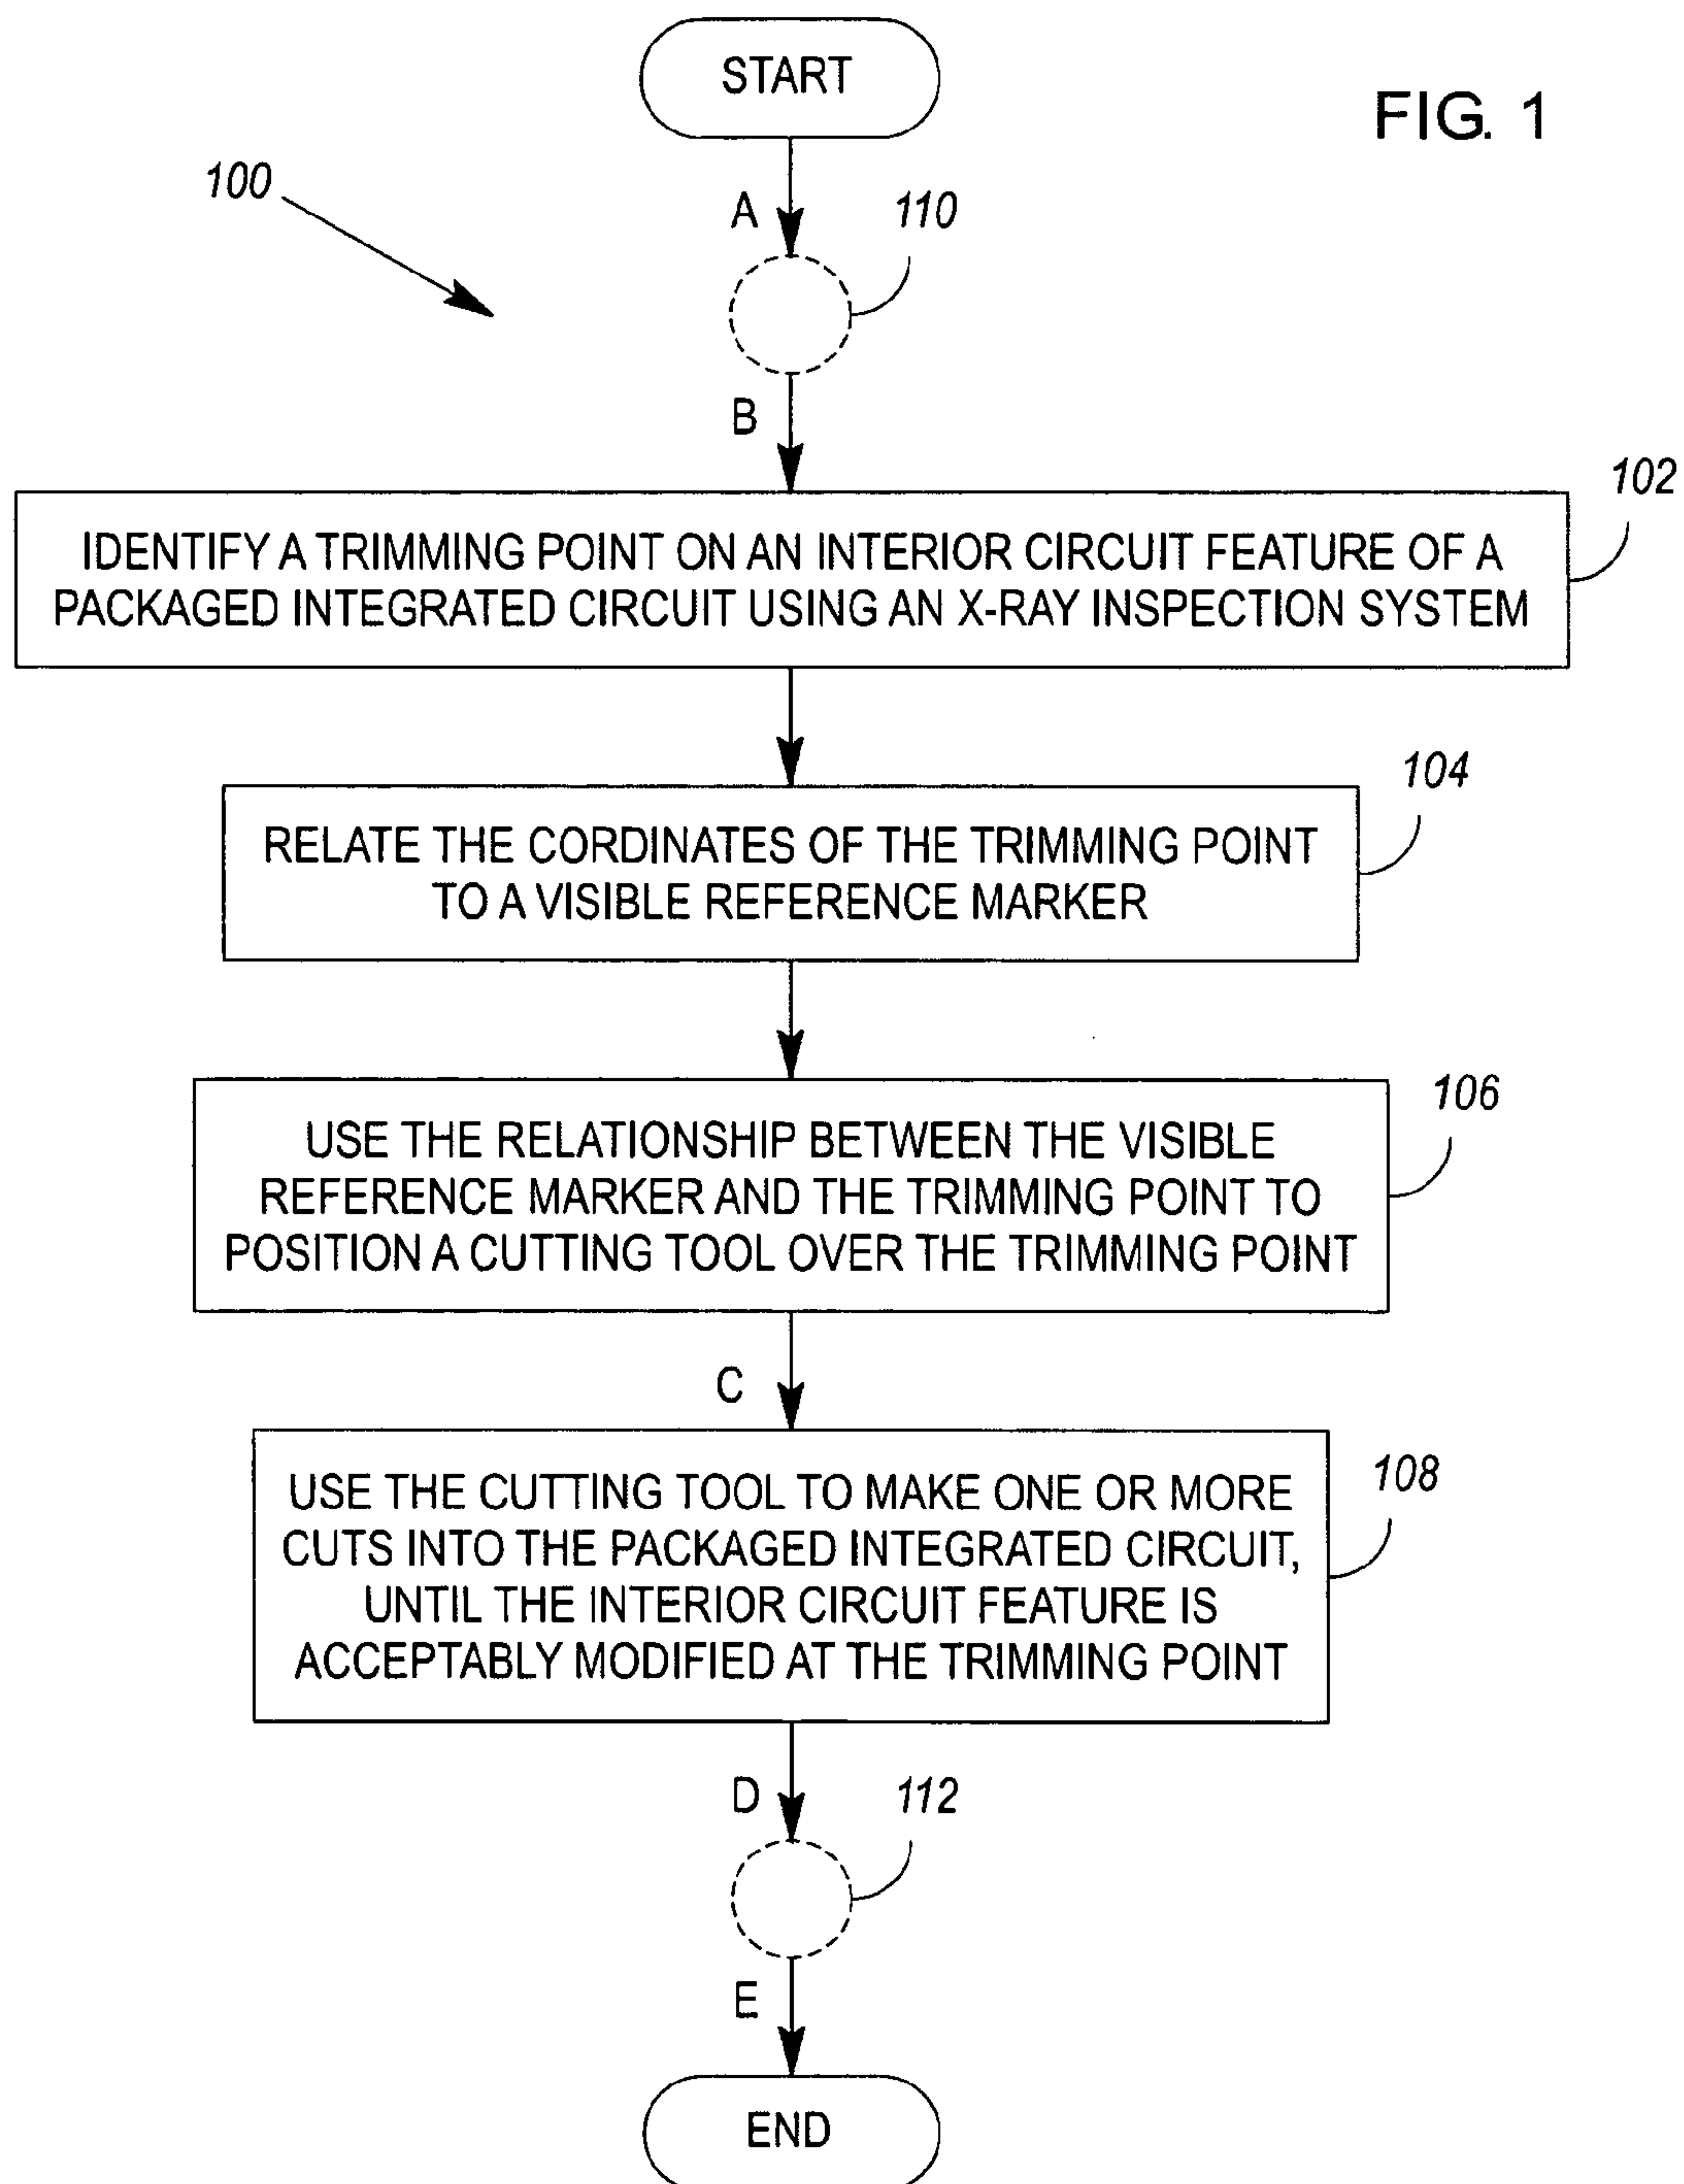 START
FIG. 1
100
A
110
B
102
IDENTIFY A TRIMMING POINT ON AN INTERIOR CIRCUIT FEATURE OF A
PACKAGED INTEGRATED CIRCUIT USING AN X-RAY INSPECTION SYSTEM
104
RELATE THE CORDINATES OF THE TRIMMING POINT
TO A VISIBLE REFERENCE MARKER
106
USE THE RELATIONSHIP BETWEEN THE VISIBLE
REFERENCE MARKER AND THE TRIMMING POINT TO
POSITION A CUTTING TOOL OVER THE TRIMMING POINT
C
108
USE THE CUTTING TOOL TO MAKE ONE OR MORE
CUTS INTO THE PACKAGED INTEGRATED CIRCUIT,
UNTIL THE INTERIOR CIRCUIT FEATURE IS
ACCEPTABLY MODIFIED AT THE TRIMMING POINT
D
112
E
END